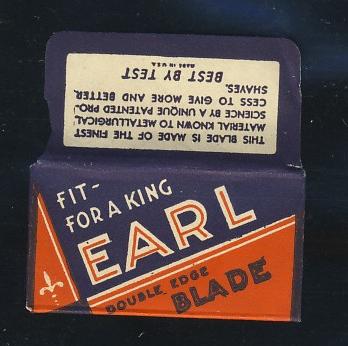 THIS BLADE IS MADE OF THE FINEST
MATERIAL KNOWN TO METALLURGICAL
SCIENCE BY A UNIQUE PATENTED PRO-
CESS TO GIVE MORE AND BETTER
SHAVES.
BEST BY TEST
MADE IN U.S.A.
FIT-
FOR A KING
EARL
DOUBLE EDGE
BLADE